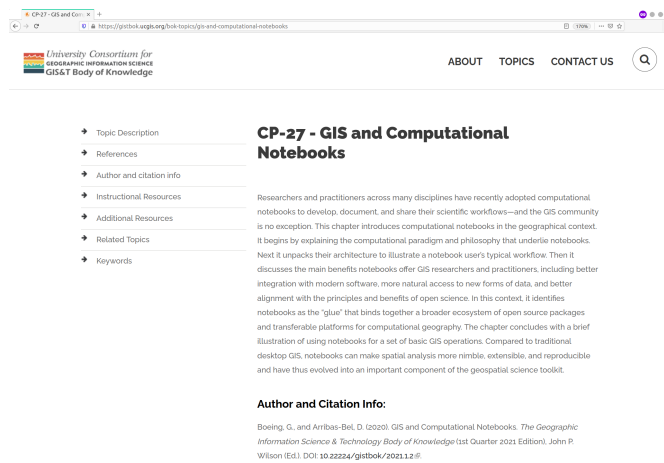 CP-27 - GIS and Com
https://gistbok.ucgis.org/bok-topics/gis-and-computational-notebooks
170%
University Consortium for
GEOGRAPHIC INFORMATION SCIENCE
GIS&T Body of Knowledge
ABOUT TOPICS CONTACT US
Topic Description
References
Author and citation info
Instructional Resources
Additional Resources
Related Topics
Keywords
CP-27 - GIS and Computational
Notebooks
Researchers and practitioners across many disciplines have recently adopted computational
notebooks to develop, document, and share their scientific workflows—and the GIS community
is no exception. This chapter introduces computational notebooks in the geographical context.
It begins by explaining the computational paradigm and philosophy that underlie notebooks.
Next it unpacks their architecture to illustrate a notebook user's typical workflow. Then it
discusses the main benefits notebooks offer GIS researchers and practitioners, including better
integration with modern software, more natural access to new forms of data, and better
alignment with the principles and benefits of open science. In this context, it identifies
notebooks as the "glue" that binds together a broader ecosystem of open source packages
and transferable platforms for computational geography. The chapter concludes with a brief
illustration of using notebooks for a set of basic GIS operations. Compared to traditional
desktop GIS, notebooks can make spatial analysis more nimble, extensible, and reproducible
and have thus evolved into an important component of the geospatial science toolkit.
Author and Citation Info:
Boeing, G., and Arribas-Bel, D. (2020). GIS and Computational Notebooks. The Geographic
Information Science & Technology Body of Knowledge (1st Quarter 2021 Edition), John P.
Wilson (Ed.). DOI: 10.22224/gistbok/2021.1.2